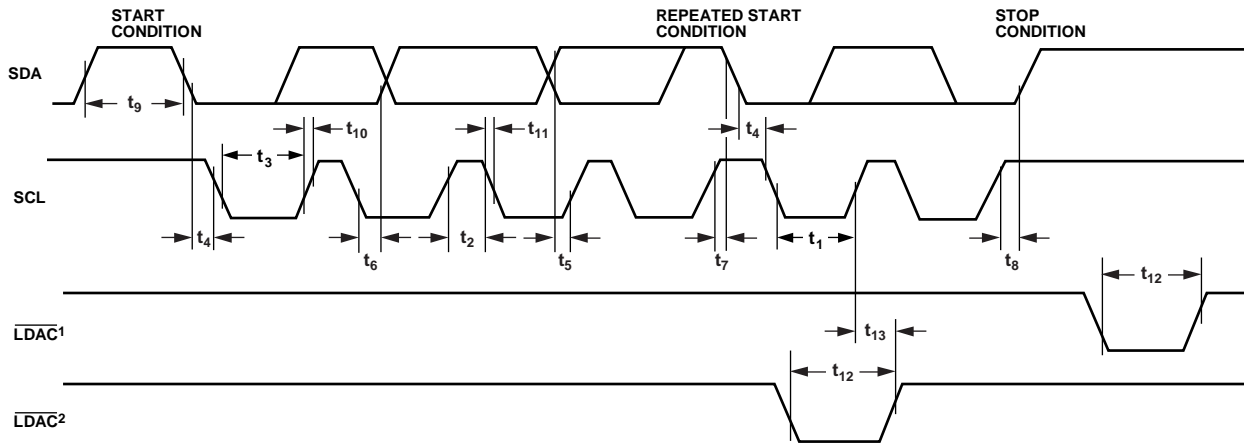 START
CONDITION
REPEATED START
CONDITION
STOP
CONDITION
SDA
t9
t10
t11
t4
t3
SCL
t4
t6
t2
t5
t7
t1
t8
t12
LDAC1
t13
t12
LDAC2